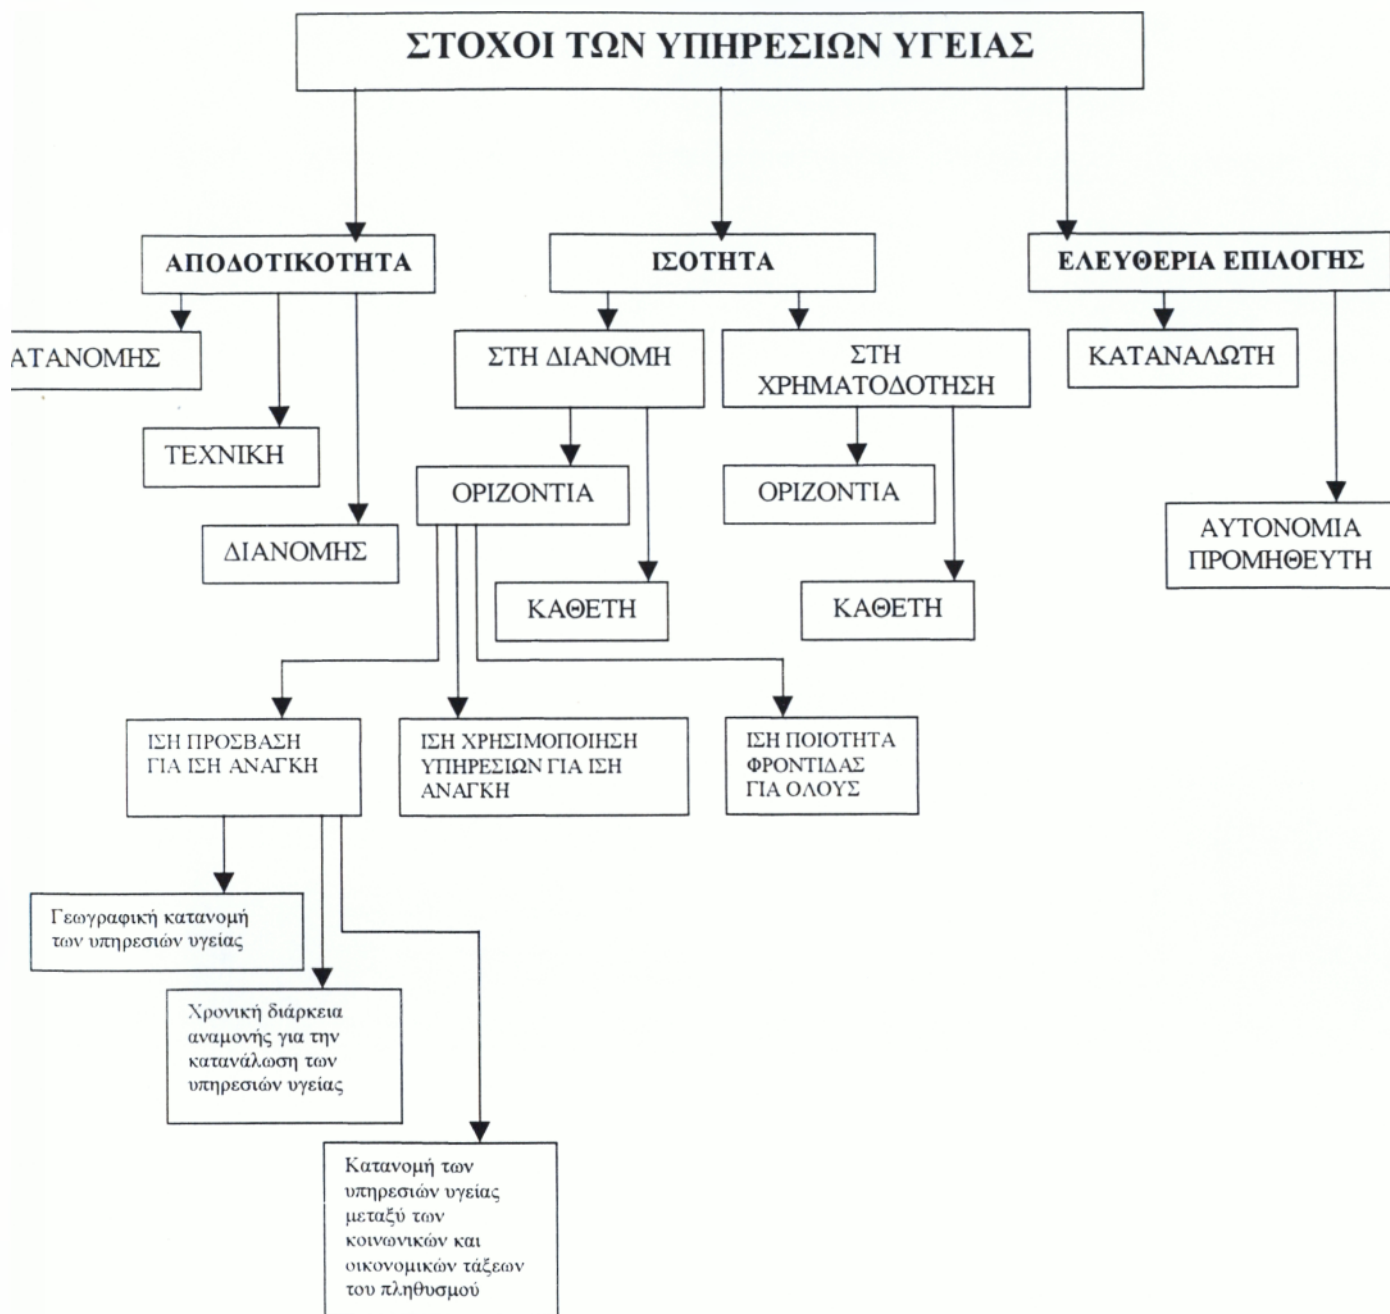 ΣΤΟΧΟΙ ΤΩΝ ΥΠΗΡΕΣΙΩΝ ΥΓΕΙΑΣ
ΑΠΟΔΟΤΙΚΟΤΗΤΑ
ΙΣΟΤΗΤΑ
ΕΛΕΥΘΕΡΙΑ ΕΠΙΛΟΓΗΣ
ΑΤΑΝΟΜΗΣ
ΣΤΗ ΔΙΑΝΟΜΗ
ΣΤΗ
ΧΡΗΜΑΤΟΔΟΤΗΣΗ
ΚΑΤΑΝΑΛΩΤΗ
ΤΕΧΝΙΚΗ
ΟΡΙΖΟΝΤΙΑ
ΟΡΙΖΟΝΤΙΑ
ΔΙΑΝΟΜΗΣ
ΑΥΤΟΝΟΜΙΑ
ΠΡΟΜΗΘΕΥΤΗ
ΚΑΘΕΤΗ
ΚΑΘΕΤΗ
ΙΣΗ ΠΡΟΣΒΑΣΗ
ΓΙΑ ΙΣΗ ΑΝΑΓΚΗ
ΙΣΗ ΧΡΗΣΙΜΟΠΟΙΗΣΗ
ΥΠΗΡΕΣΙΩΝ ΓΙΑ ΙΣΗ
ΑΝΑΓΚΗ
ΙΣΗ ΠΟΙΟΤΗΤΑ
ΦΡΟΝΤΙΔΑΣ
ΓΙΑ ΟΛΟΥΣ
Γεωγραφική κατανομή
των υπηρεσιών υγείας
Χρονική διάρκεια
αναμονής για την
κατανάλωση των
υπηρεσιών υγείας
Κατανομή των
υπηρεσιών υγείας
μεταξύ των
κοινωνικών και
οικονομικών τάξεων
του πληθυσμού